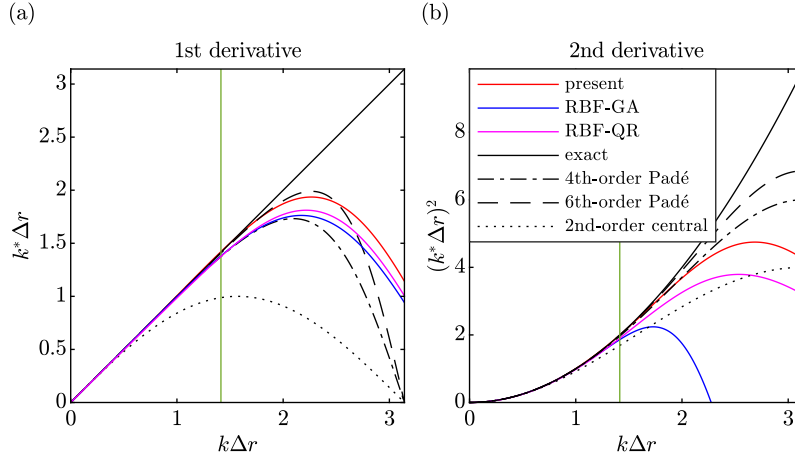 (a)
1st derivative
3
2.5
2
1.5
1
0.5
0
0
1
2
3
k*Δr
kΔr
(b)
2nd derivative
8
6
4
2
0
0
1
2
3
(k*Δr)²
kΔr
present
RBF-GA
RBF-QR
exact
4th-order Padé
6th-order Padé
2nd-order central